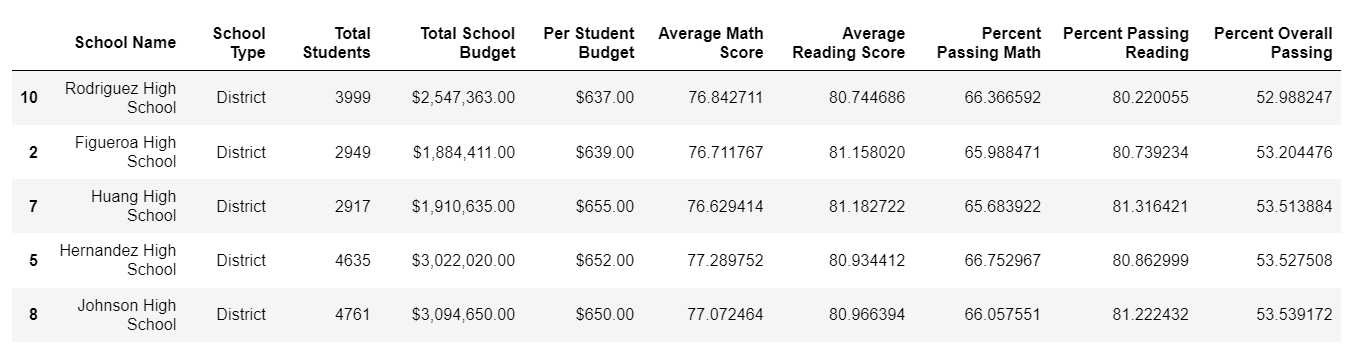 School Name School Type Total Students Total School Budget Per Student Budget Average Math Score Average Reading Score Percent Passing Math Percent Passing Reading Percent Overall Passing
10 Rodriguez High School District 3999 $2,547,363.00 $637.00 76.842711 80.744686 66.366592 80.220055 52.988247
2 Figueroa High School District 2949 $1,884,411.00 $639.00 76.711767 81.158020 65.988471 80.739234 53.204476
7 Huang High School District 2917 $1,910,635.00 $655.00 76.629414 81.182722 65.683922 81.316421 53.513884
5 Hernandez High School District 4635 $3,022,020.00 $652.00 77.289752 80.934412 66.752967 80.862999 53.527508
8 Johnson High School District 4761 $3,094,650.00 $650.00 77.072464 80.966394 66.057551 81.222432 53.539172